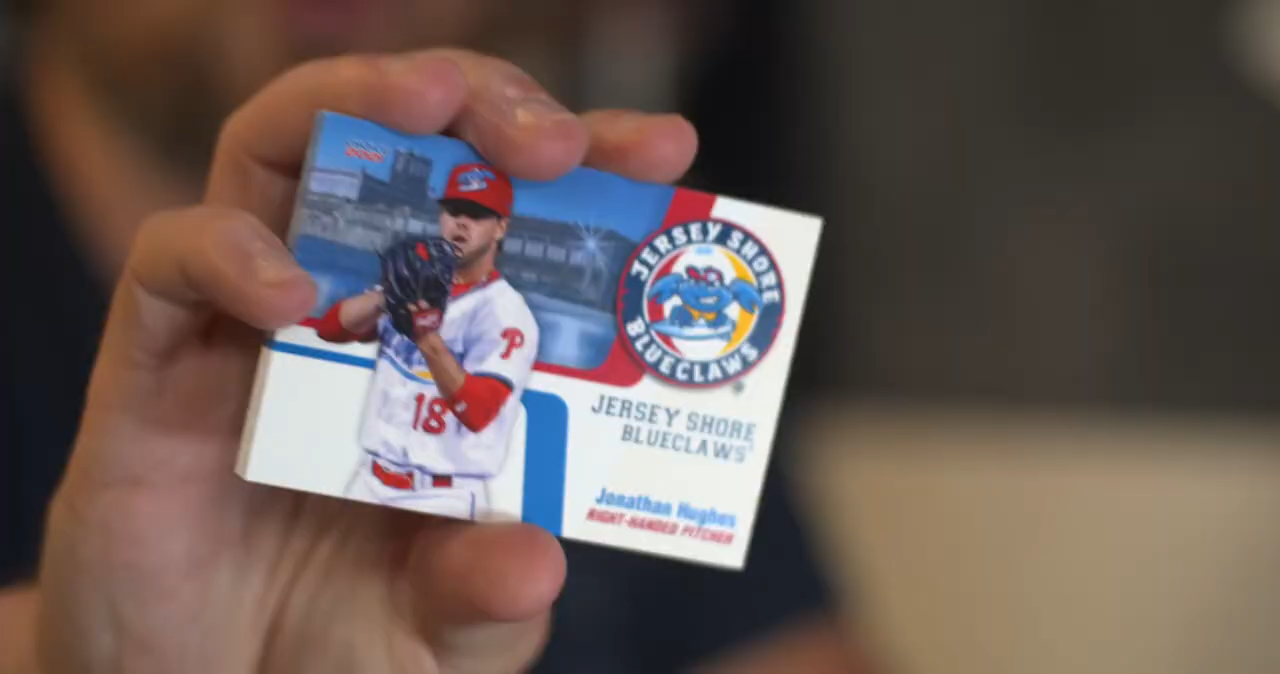 JERSEY SHORE
BLUECLAWS
P
18
JERSEY SHORE
BLUECLAWS
Jonathan Hughes
RIGHT-HANDED PITCHER